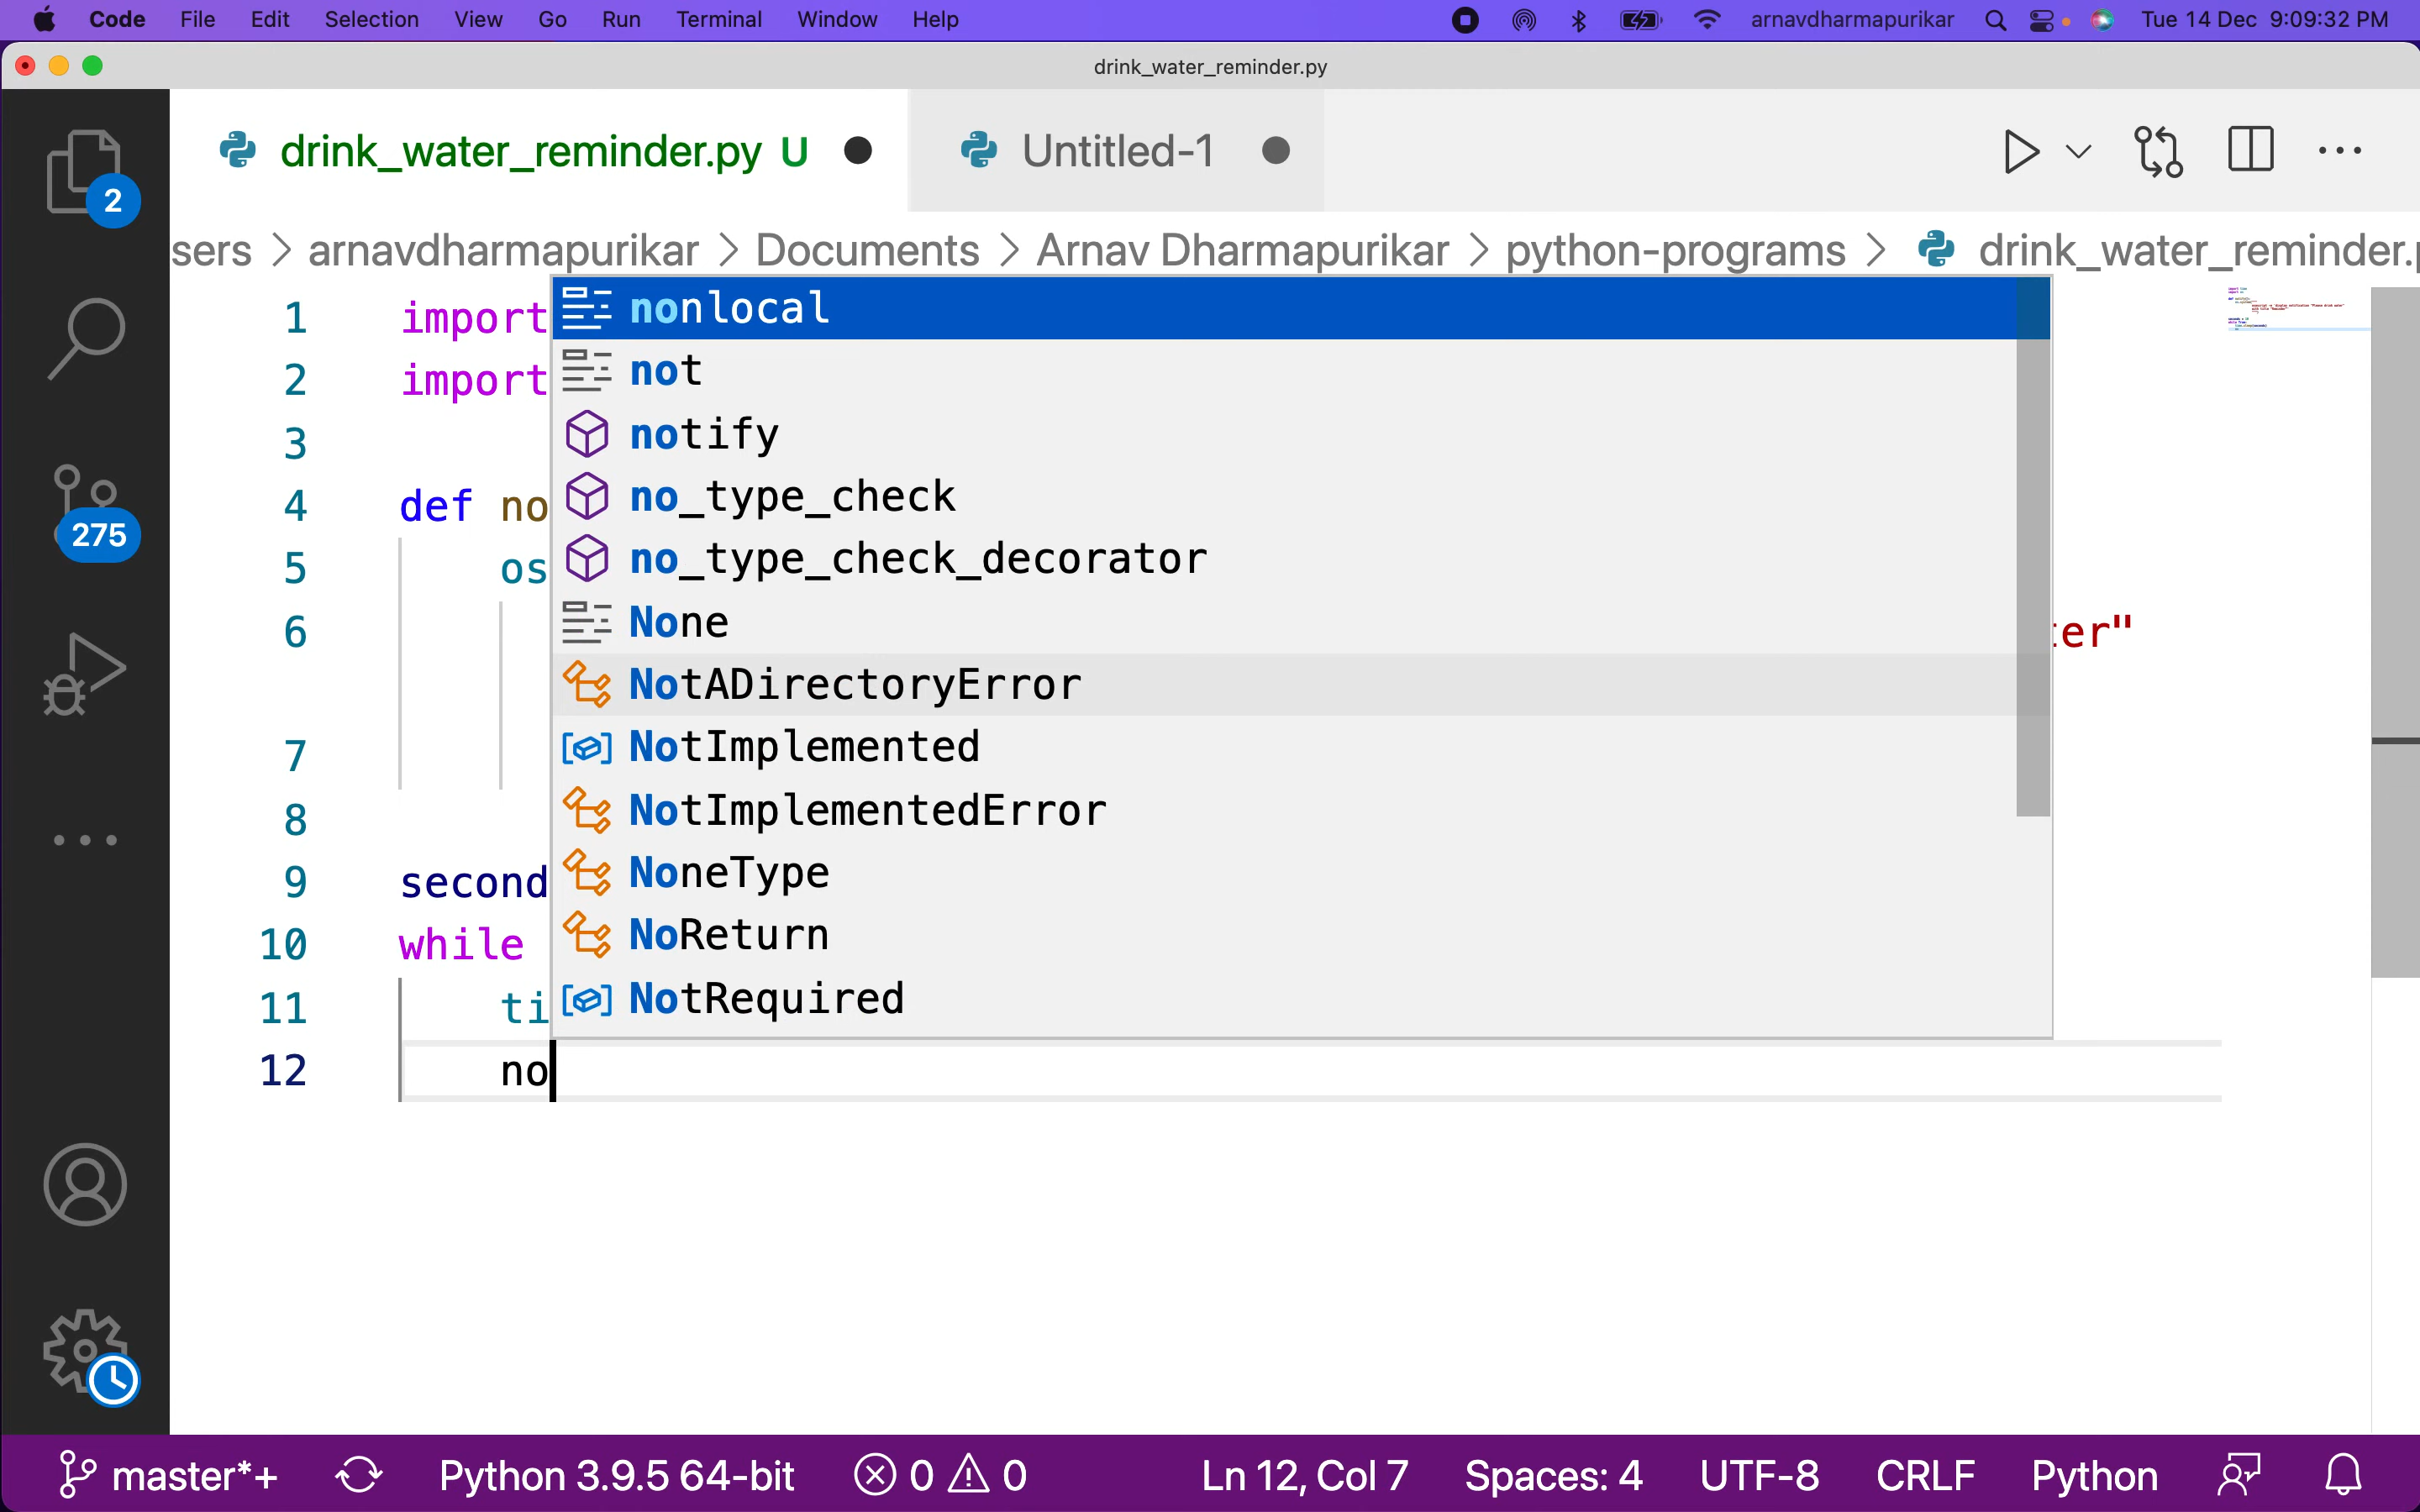 Code File Edit Selection View Go Run Terminal Window Help arnavdharmapurikar Tue 14 Dec 9:09:32 PM
drink_water_reminder.py
drink_water_reminder.py U Untitled-1
2
sers > arnavdharmapurikar > Documents > Arnav Dharmapurikar > python-programs > drink_water_reminder.p
1 import
2 import
3
4 def no
5 os
6 ter"
7
8
9 second
10 while
11 ti
12 no
nonlocal
not
notify
no_type_check
no_type_check_decorator
None
NotADirectoryError
NotImplemented
NotImplementedError
NoneType
NoReturn
NotRequired
275
master*+ Python 3.9.5 64-bit 0 0 Ln 12, Col 7 Spaces: 4 UTF-8 CRLF Python